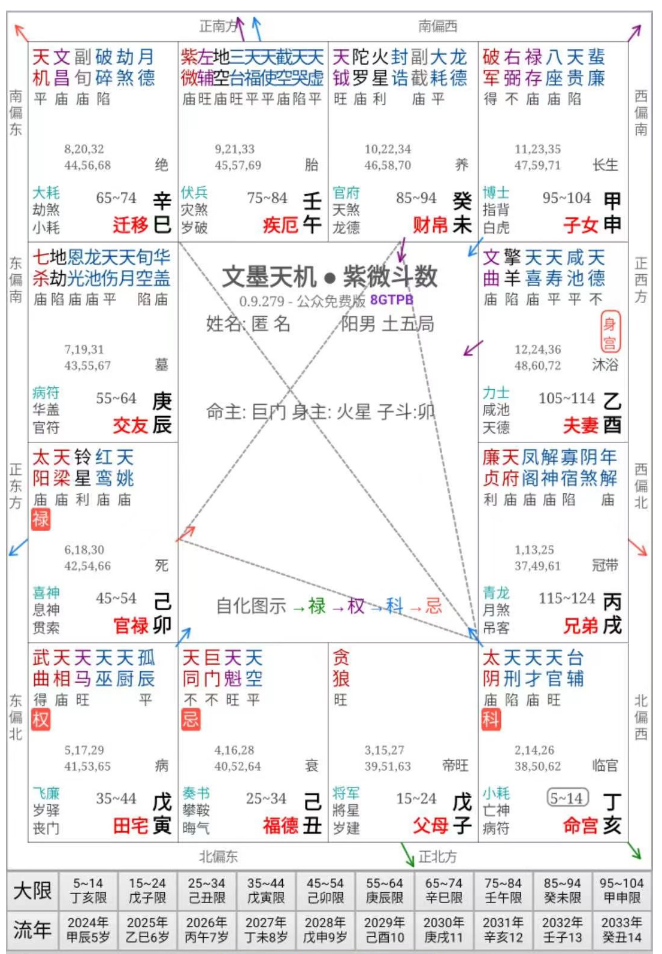 正南方
南偏西
南偏东
天文副破劫月
机昌旬碎煞德
平庙庙陷
8,20,32
44,56,68
绝
大耗
劫煞
小耗
65~74
迁移
辛巳
紫左地三天天截天天
微辅空台福使空哭虚
庙旺庙旺平平庙陷平
9,21,33
45,57,69
胎
伏兵
灾煞
岁破
75~84
疾厄
壬午
天陀火封副大龙
钺罗星诰截耗德
旺庙利 庙平
10,22,34
46,58,70
养
官府
天煞
龙德
85~94
财帛
癸未
破右禄八天蜚
军弼存座贵廉
得不庙庙陷
11,23,35
47,59,71
长生
博士
指背
白虎
95~104
子女
甲申
西偏南
东偏南
七地恩龙天天旬华
杀劫光池伤月空盖
庙陷庙庙平 陷庙
7,19,31
43,55,67
墓
病符
华盖
官符
55~64
交友
庚辰
文墨天机●紫微斗数
0.9.279 - 公众免费版 8GTPB
姓名: 匿名 阳男 土五局
命主: 巨门 身主: 火星 子斗:卯
自化图示 →禄 →权 →科 →忌
文擎天天咸天
曲羊喜寿池德
庙陷庙平平不
身宫
12,24,36
48,60,72
沐浴
力士
咸池
天德
105~114
夫妻
乙酉
正西方
正东方
太天铃红天
阳梁星鸾姚
庙庙利庙庙
禄
6,18,30
42,54,66
死
喜神
息神
贯索
45~54
官禄
己卯
廉天凤解寡阴年
贞府阁神宿煞解
利庙庙庙陷 庙
1,13,25
37,49,61
冠带
青龙
月煞
吊客
115~124
兄弟
丙戌
西偏北
东偏北
武天天天天孤
曲相马巫厨辰
得庙旺 平
权
5,17,29
41,53,65
病
飞廉
岁驿
丧门
35~44
田宅
戊寅
天巨天天
同门魁空
不不旺平
忌
4,16,28
40,52,64
衰
奏书
攀鞍
晦气
25~34
福德
己丑
贪
狼
旺
3,15,27
39,51,63
帝旺
将军
將星
岁建
15~24
父母
戊子
太天天天台
阴刑才官辅
庙陷庙旺
科
2,14,26
38,50,62
临官
小耗
亡神
病符
5~14
命宫
丁亥
北偏西
北偏东
正北方
大限 5~14 15~24 25~34 35~44 45~54 55~64 65~74 75~84 85~94 95~104
丁亥限 戊子限 己丑限 戊寅限 己卯限 庚辰限 辛巳限 壬午限 癸未限 甲申限
流年 2024年 2025年 2026年 2027年 2028年 2029年 2030年 2031年 2032年 2033年
甲辰5岁 乙巳6岁 丙午7岁 丁未8岁 戊申9岁 己酉10 庚戌11 辛亥12 壬子13 癸丑14